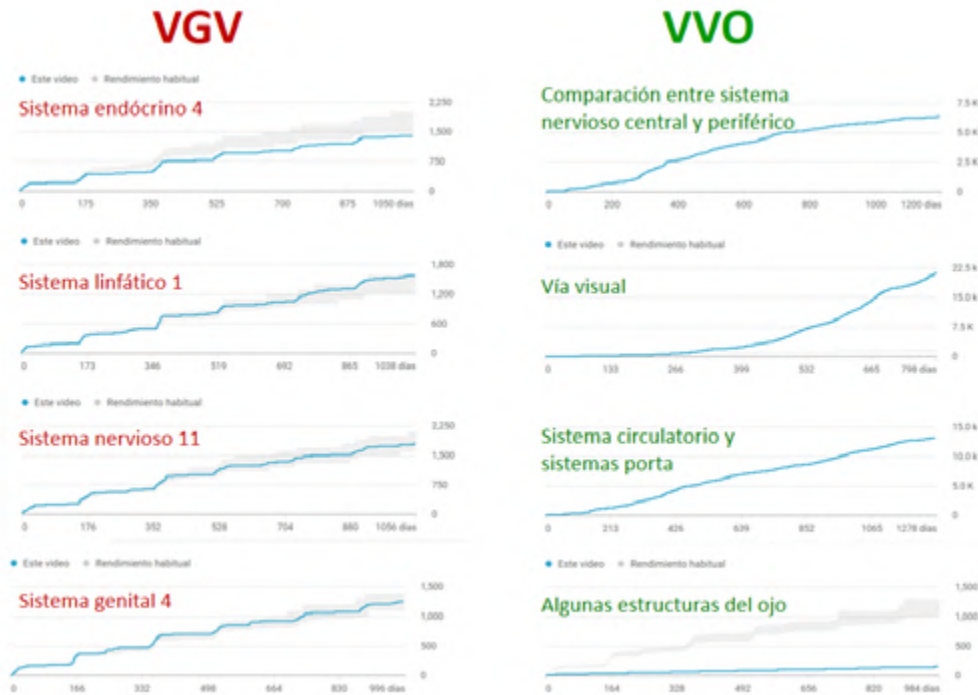 VGV
Este video Rendimiento habitual
Sistema endócrino 4
2,250
1,500
750
0
0 175 350 525 700 875 1050 días
Este video Rendimiento habitual
Sistema linfático 1
1,800
1,200
600
0
0 173 346 519 692 865 1038 días
Este video Rendimiento habitual
Sistema nervioso 11
2,250
1,500
750
0
0 176 352 528 704 880 1056 días
Este video Rendimiento habitual
Sistema genital 4
1,500
1,000
500
0
0 166 332 498 664 830 996 días
VVO
Comparación entre sistema
nervioso central y periférico
7.5 K
5.0 K
2.5 K
0
0 200 400 600 800 1000 1200 días
Este video Rendimiento habitual
Vía visual
22.5 k
15.0 k
7.5 K
0
0 133 266 399 532 665 798 días
Sistema circulatorio y
sistemas porta
15.0 k
10.0 k
5.0 K
0
0 213 426 639 852 1065 1278 días
Este video Rendimiento habitual
Algunas estructuras del ojo
1,500
1,000
500
0
0 164 328 492 656 820 984 días